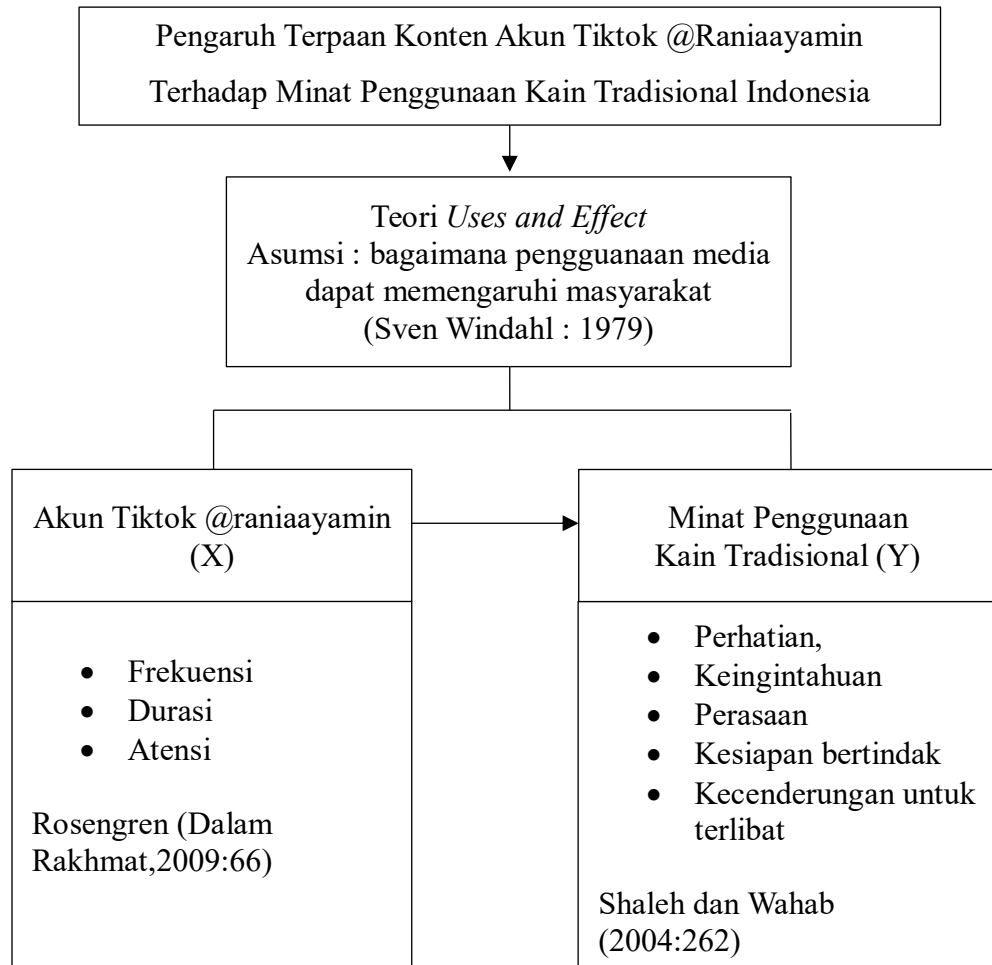 Pengaruh Terpaan Konten Akun Tiktok @Raniaayamin
Terhadap Minat Penggunaan Kain Tradisional Indonesia
Teori Uses and Effect
Asumsi : bagaimana pengguanaan media
dapat memengaruhi masyarakat
(Sven Windahl : 1979)
Akun Tiktok @raniaayamin
(X)
• Frekuensi
• Durasi
• Atensi
Rosengren (Dalam
Rakhmat,2009:66)
Minat Penggunaan
Kain Tradisional (Y)
• Perhatian,
• Keingintahuan
• Perasaan
• Kesiapan bertindak
• Kecenderungan untuk
terlibat
Shaleh dan Wahab
(2004:262)